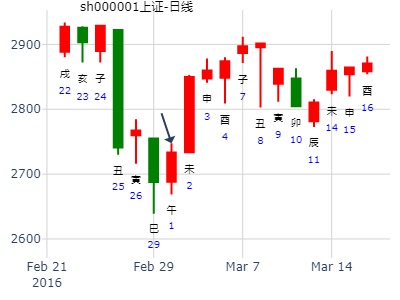 sh000001上证-日线
2900
2800
2700
2600
戌
22
亥
23
子
24
丑
25
寅
26
巳
29
午
1
未
2
申
3
酉
4
子
7
丑
8
寅
9
卯
10
辰
11
未
14
申
15
酉
16
Feb 21
2016
Feb 29
Mar 7
Mar 14